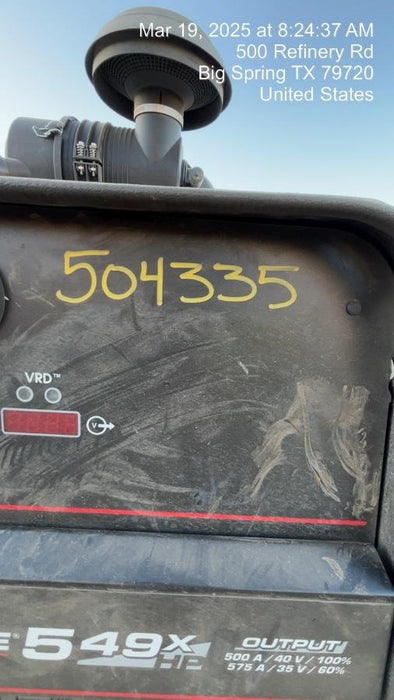 Mar 19, 2025 at 8:24:37 AM
500 Refinery Rd
Big Spring TX 79720
United States
504335
VRD™
V
549X
HP
OUTPUT
500 A / 40 V / 100%
575 A / 35 V / 60%